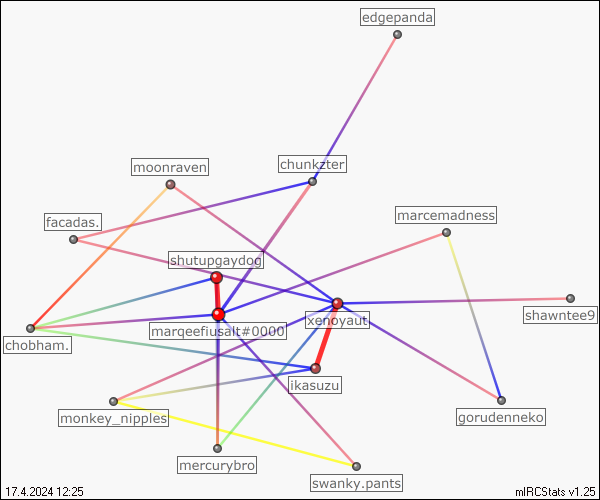 edgepanda
moonraven
chunkzter
facadas.
marcemadness
shutupgaydog
xenoyaut
shawntee9
marqeefiusalt#0000
chobham.
ikasuzu
monkey_nipples
gorudenneko
mercurybro
swanky.pants
17.4.2024 12:25
mIRCStats v1.25